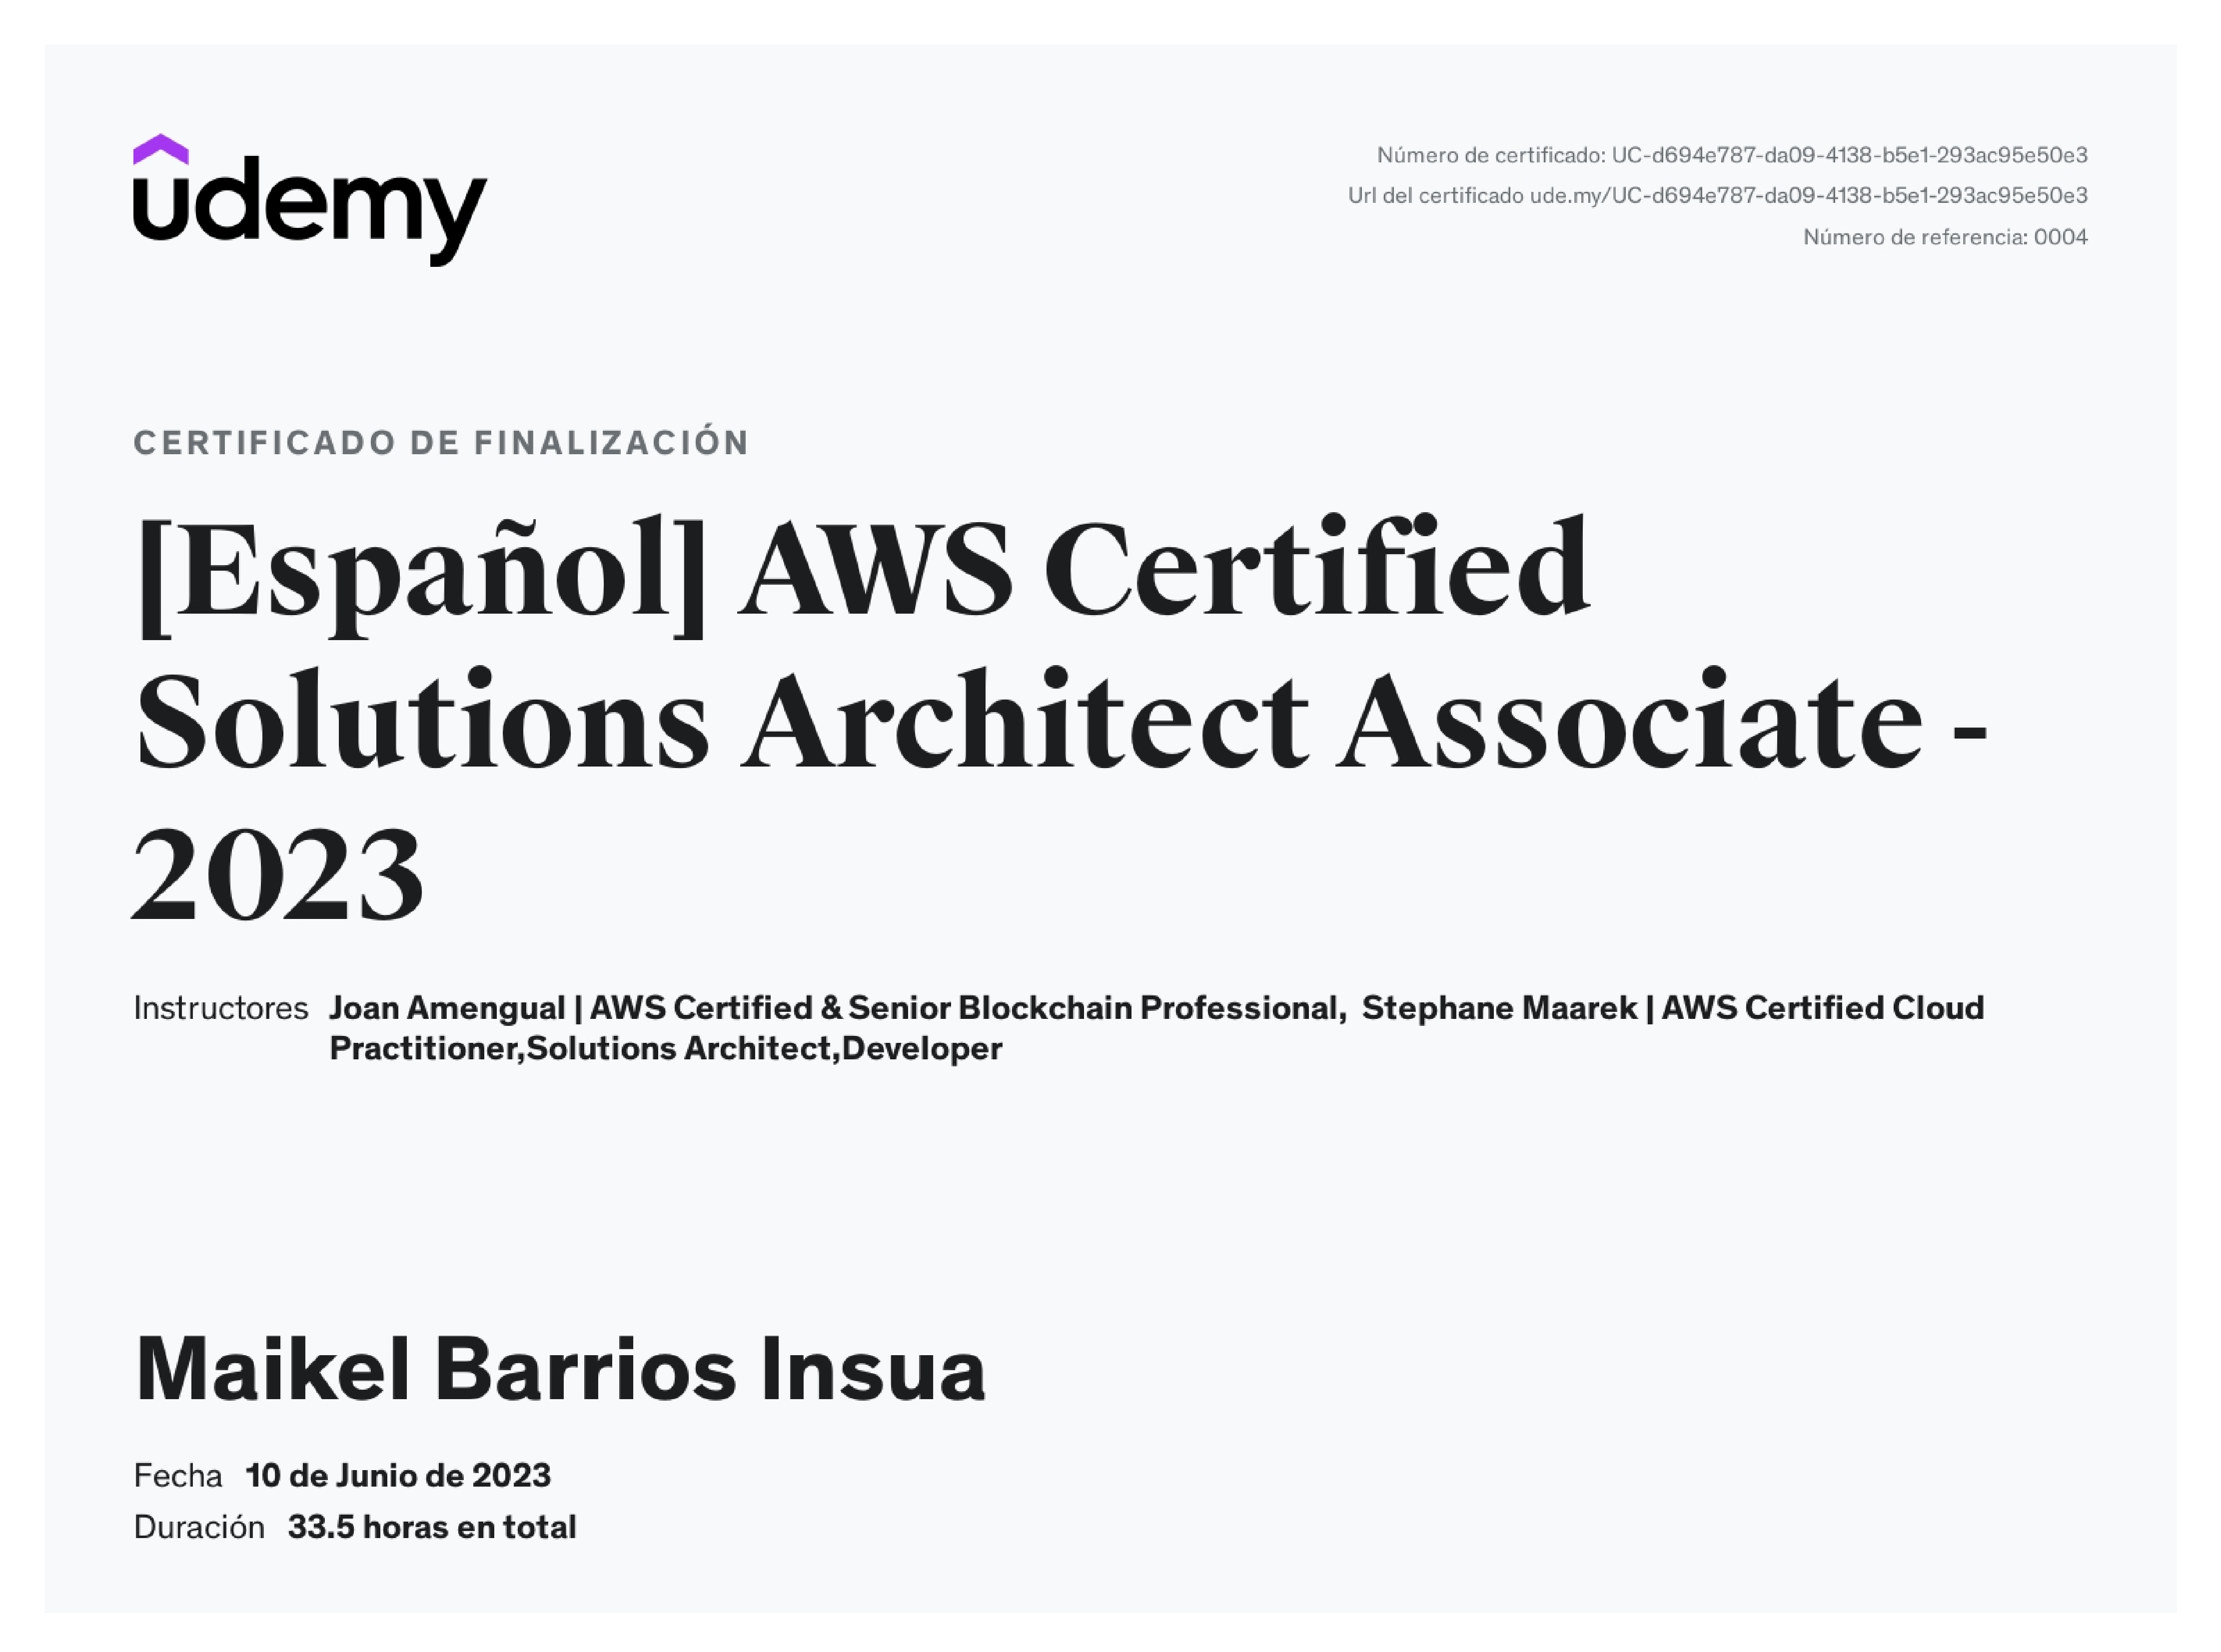 udemy
Número de certificado: UC-d694e787-da09-4138-b5e1-293ac95e50e3
Url del certificado ude.my/UC-d694e787-da09-4138-b5e1-293ac95e50e3
Número de referencia: 0004
CERTIFICADO DE FINALIZACIÓN
[Español] AWS Certified
Solutions Architect Associate -
2023
Instructores Joan Amengual | AWS Certified & Senior Blockchain Professional, Stephane Maarek | AWS Certified Cloud
Practitioner,Solutions Architect,Developer
Maikel Barrios Insua
Fecha 10 de Junio de 2023
Duración 33.5 horas en total